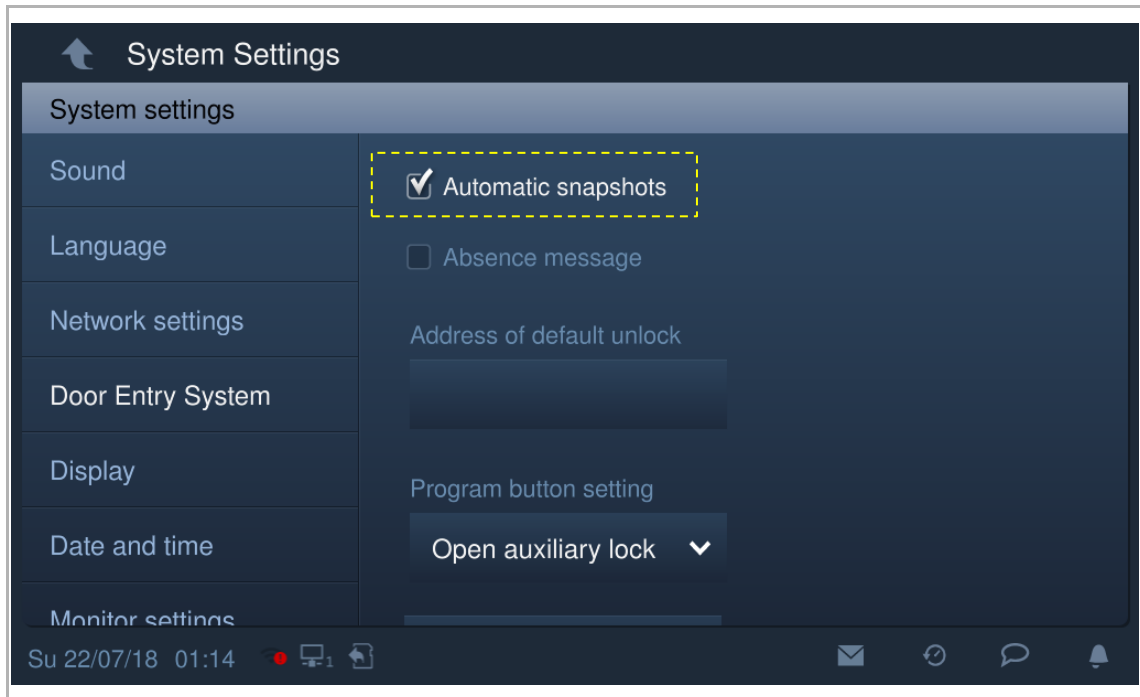 System Settings
System settings
Sound
Language
Network settings
Door Entry System
Display
Date and time
Monitor settings
Automatic snapshots
Absence message
Address of default unlock
Program button setting
Open auxiliary lock
Su 22/07/18 01:14
1